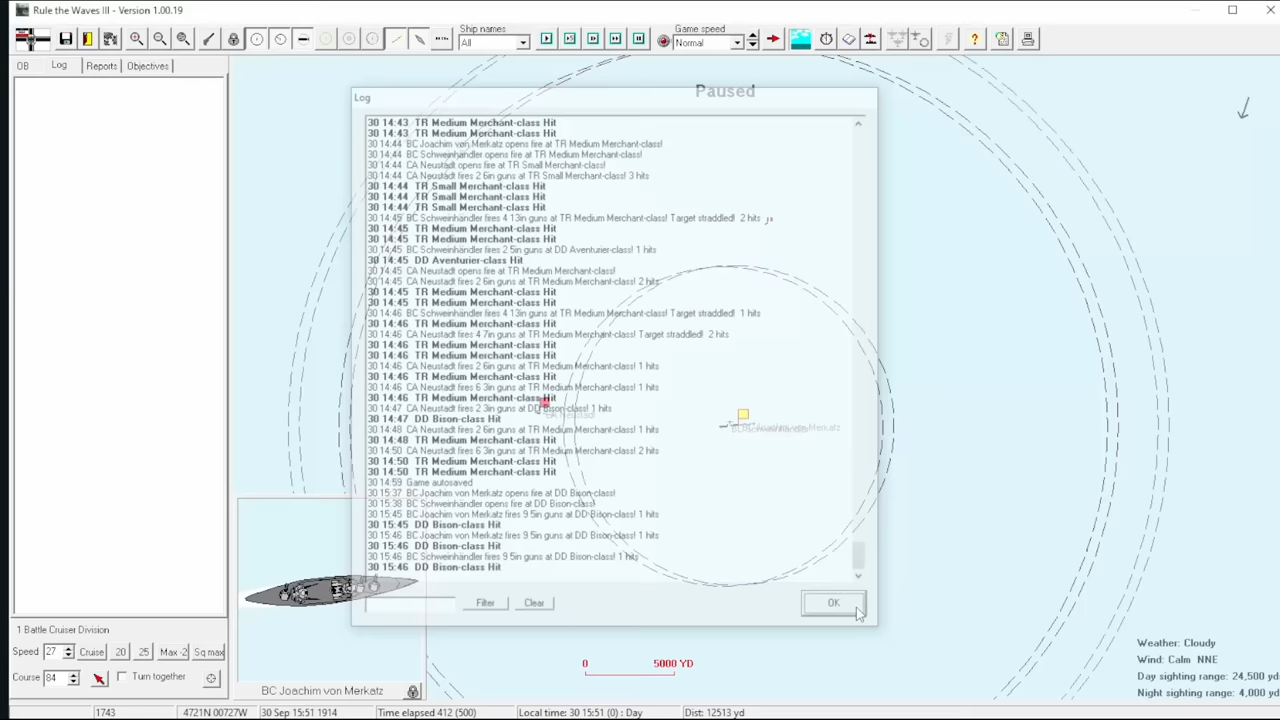 Rule the Waves III - Version 1.00.19
Ship names
All
Game speed
Normal
OB Log Reports Objectives
Paused
Log
30 14:43 TR Medium Merchant-class Hit
30 14:43 TR Medium Merchant-class Hit
30 14:44 BC Joachim von Merkatz opens fire at TR Medium Merchant-class!
30 14:44 BC Schweinhändler opens fire at TR Medium Merchant-class!
30 14:44 CA Neustadt opens fire at TR Small Merchant-class!
30 14:44 CA Neustadt fires 2 6in guns at TR Small Merchant-class! 3 hits
30 14:44 TR Small Merchant-class Hit
30 14:44 TR Small Merchant-class Hit
30 14:44 TR Small Merchant-class Hit
30 14:45 BC Schweinhändler fires 4 13in guns at TR Medium Merchant-class! Target straddled! 2 hits
30 14:45 TR Medium Merchant-class Hit
30 14:45 TR Medium Merchant-class Hit
30 14:45 BC Schweinhändler fires 2 5in guns at DD Aventurier-class! 1 hits
30 14:45 DD Aventurier-class Hit
30 14:45 CA Neustadt opens fire at TR Medium Merchant-class!
30 14:45 CA Neustadt fires 2 6in guns at TR Medium Merchant-class! 2 hits
30 14:45 TR Medium Merchant-class Hit
30 14:45 TR Medium Merchant-class Hit
30 14:46 BC Schweinhändler fires 4 13in guns at TR Medium Merchant-class! Target straddled! 1 hits
30 14:46 TR Medium Merchant-class Hit
30 14:46 CA Neustadt fires 4 7in guns at TR Medium Merchant-class! Target straddled! 2 hits
30 14:46 TR Medium Merchant-class Hit
30 14:46 TR Medium Merchant-class Hit
30 14:46 CA Neustadt fires 2 6in guns at TR Medium Merchant-class! 1 hits
30 14:46 TR Medium Merchant-class Hit
30 14:46 CA Neustadt fires 6 3in guns at TR Medium Merchant-class! 1 hits
30 14:46 TR Medium Merchant-class Hit
30 14:47 CA Neustadt fires 2 3in guns at DD Bison-class! 1 hits
30 14:47 DD Bison-class Hit
30 14:48 CA Neustadt fires 2 6in guns at TR Medium Merchant-class! 1 hits
30 14:48 TR Medium Merchant-class Hit
30 14:50 CA Neustadt fires 6 3in guns at TR Medium Merchant-class! 2 hits
30 14:50 TR Medium Merchant-class Hit
30 14:50 TR Medium Merchant-class Hit
30 14:59 Game autosaved
30 15:37 BC Joachim von Merkatz opens fire at DD Bison-class!
30 15:38 BC Schweinhändler opens fire at DD Bison-class!
30 15:45 BC Joachim von Merkatz fires 9 5in guns at DD Bison-class! 1 hits
30 15:45 DD Bison-class Hit
30 15:46 BC Joachim von Merkatz fires 9 5in guns at DD Bison-class! 1 hits
30 15:46 DD Bison-class Hit
30 15:46 BC Schweinhändler fires 9 5in guns at DD Bison-class! 1 hits
30 15:46 DD Bison-class Hit
Filter Clear OK
CA Neustadt
von Merkatz
1 Battle Cruiser Division
Speed 27 Cruise 20 25 Max -2 Sq max
Course 84 Turn together
BC Joachim von Merkatz
0 5000 YD
Weather: Cloudy
Wind: Calm NNE
Day sighting range: 24,500 yd
Night sighting range: 4,000 yd
1743 4721N 00727W 30 Sep 15:51 1914 Time elapsed 412 (500) Local time: 30 15:51 () : Day Dist: 12513 yd